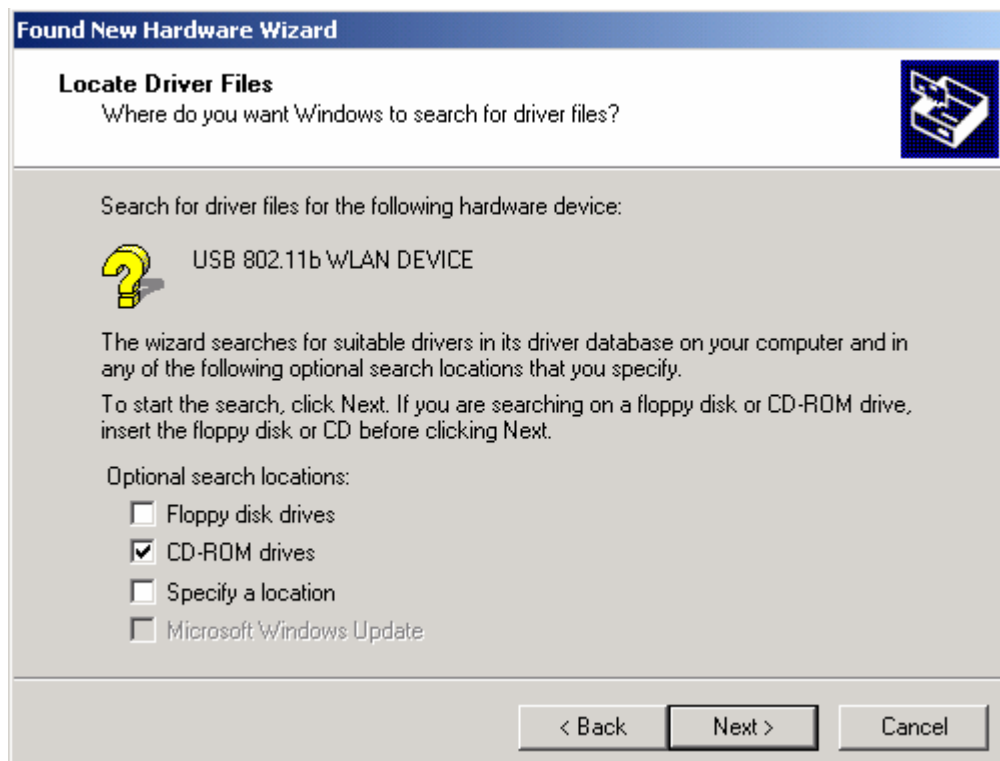 Found New Hardware Wizard
Locate Driver Files
Where do you want Windows to search for driver files?
Search for driver files for the following hardware device:
USB 802.11b WLAN DEVICE
The wizard searches for suitable drivers in its driver database on your computer and in
any of the following optional search locations that you specify.
To start the search, click Next. If you are searching on a floppy disk or CD-ROM drive,
insert the floppy disk or CD before clicking Next.
Optional search locations:
Floppy disk drives
CD-ROM drives
Specify a location
Microsoft Windows Update
< Back Next > Cancel